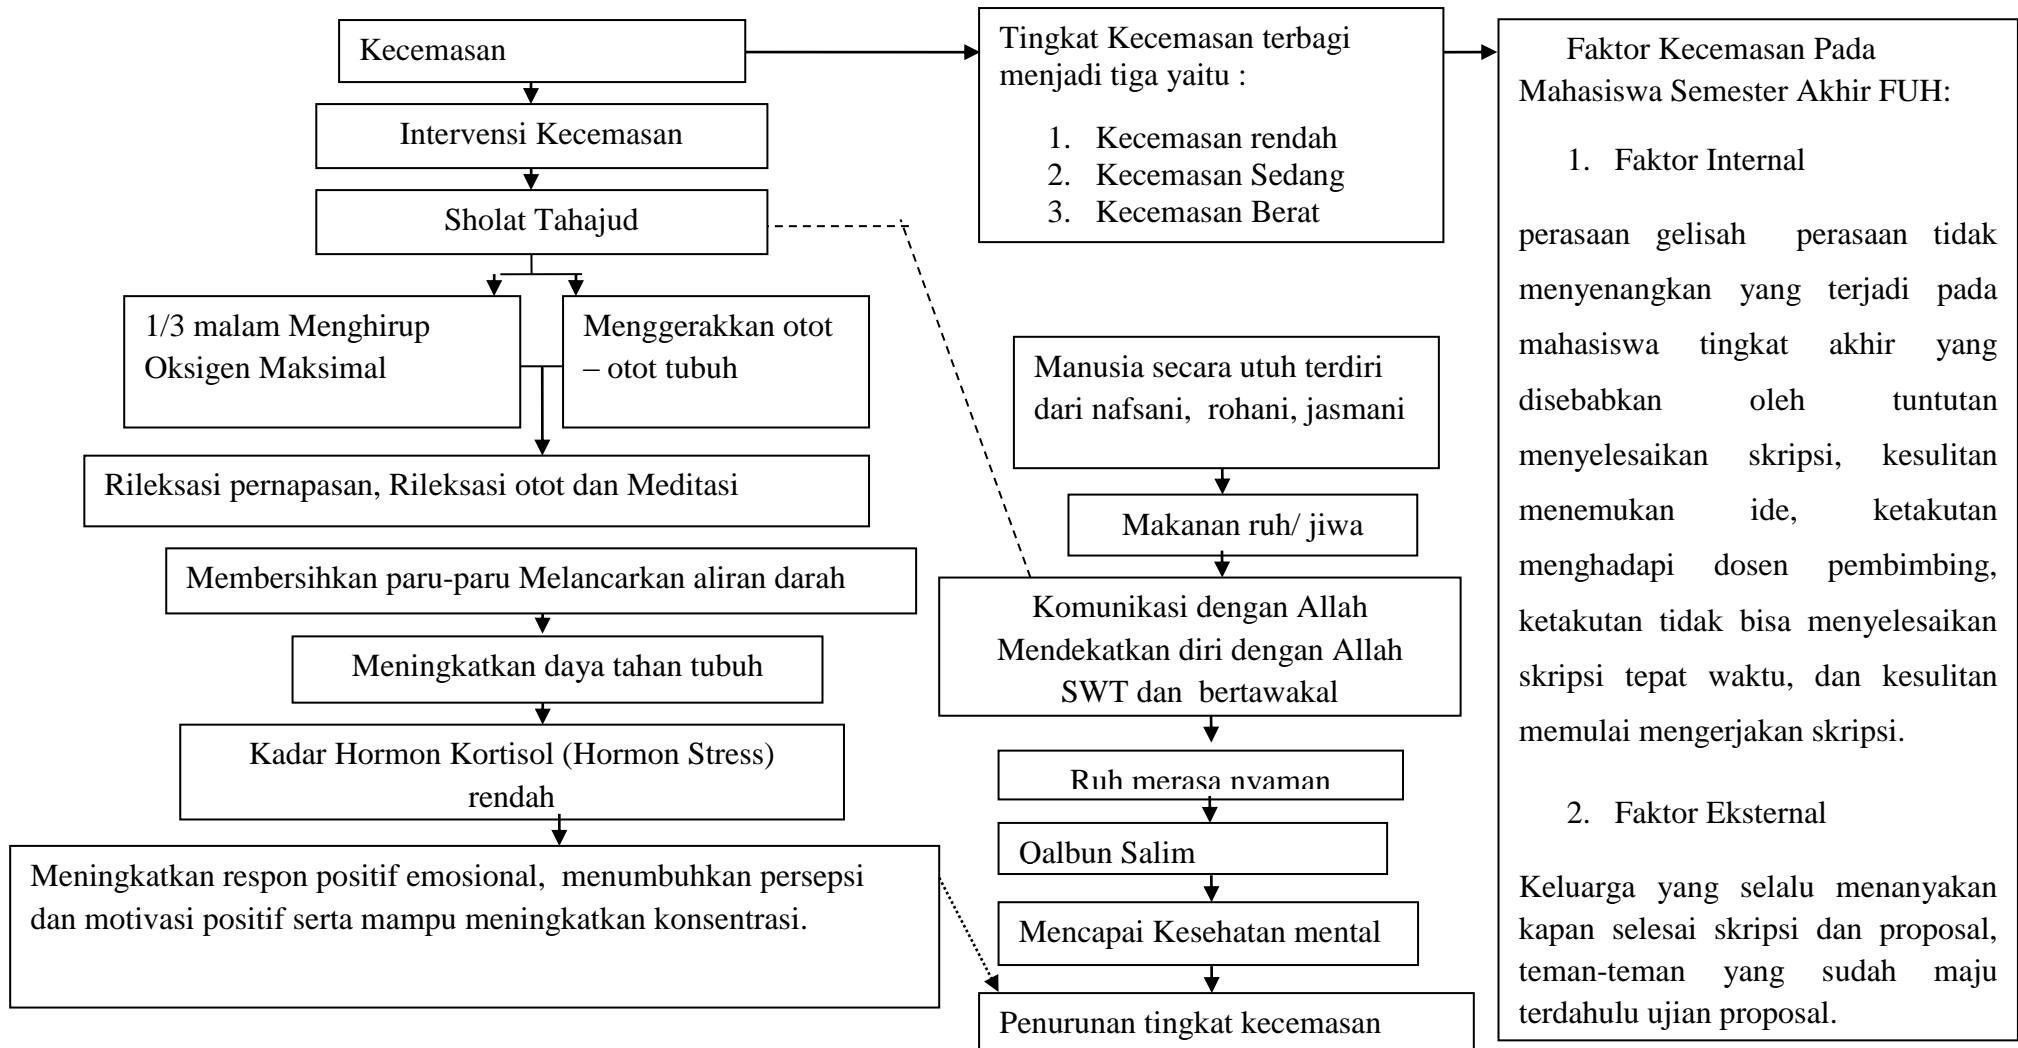 Kecemasan
Intervensi Kecemasan
Sholat Tahajud
1/3 malam Menghirup
Oksigen Maksimal
Menggerakkan otot
– otot tubuh
Rileksasi pernapasan, Rileksasi otot dan Meditasi
Membersihkan paru-paru Melancarkan aliran darah
Meningkatkan daya tahan tubuh
Kadar Hormon Kortisol (Hormon Stress)
rendah
Meningkatkan respon positif emosional, menumbuhkan persepsi
dan motivasi positif serta mampu meningkatkan konsentrasi.
Tingkat Kecemasan terbagi
menjadi tiga yaitu :
1. Kecemasan rendah
2. Kecemasan Sedang
3. Kecemasan Berat
Manusia secara utuh terdiri
dari nafsani, rohani, jasmani
Makanan ruh/ jiwa
Komunikasi dengan Allah
Mendekatkan diri dengan Allah
SWT dan bertawakal
Ruh merasa nyaman
Qalbun Salim
Mencapai Kesehatan mental
Penurunan tingkat kecemasan
Faktor Kecemasan Pada
Mahasiswa Semester Akhir FUH:
1. Faktor Internal
perasaan gelisah perasaan tidak
menyenangkan yang terjadi pada
mahasiswa tingkat akhir yang
disebabkan oleh tuntutan
menyelesaikan skripsi, kesulitan
menemukan ide, ketakutan
menghadapi dosen pembimbing,
ketakutan tidak bisa menyelesaikan
skripsi tepat waktu, dan kesulitan
memulai mengerjakan skripsi.
2. Faktor Eksternal
Keluarga yang selalu menanyakan
kapan selesai skripsi dan proposal,
teman-teman yang sudah maju
terdahulu ujian proposal.